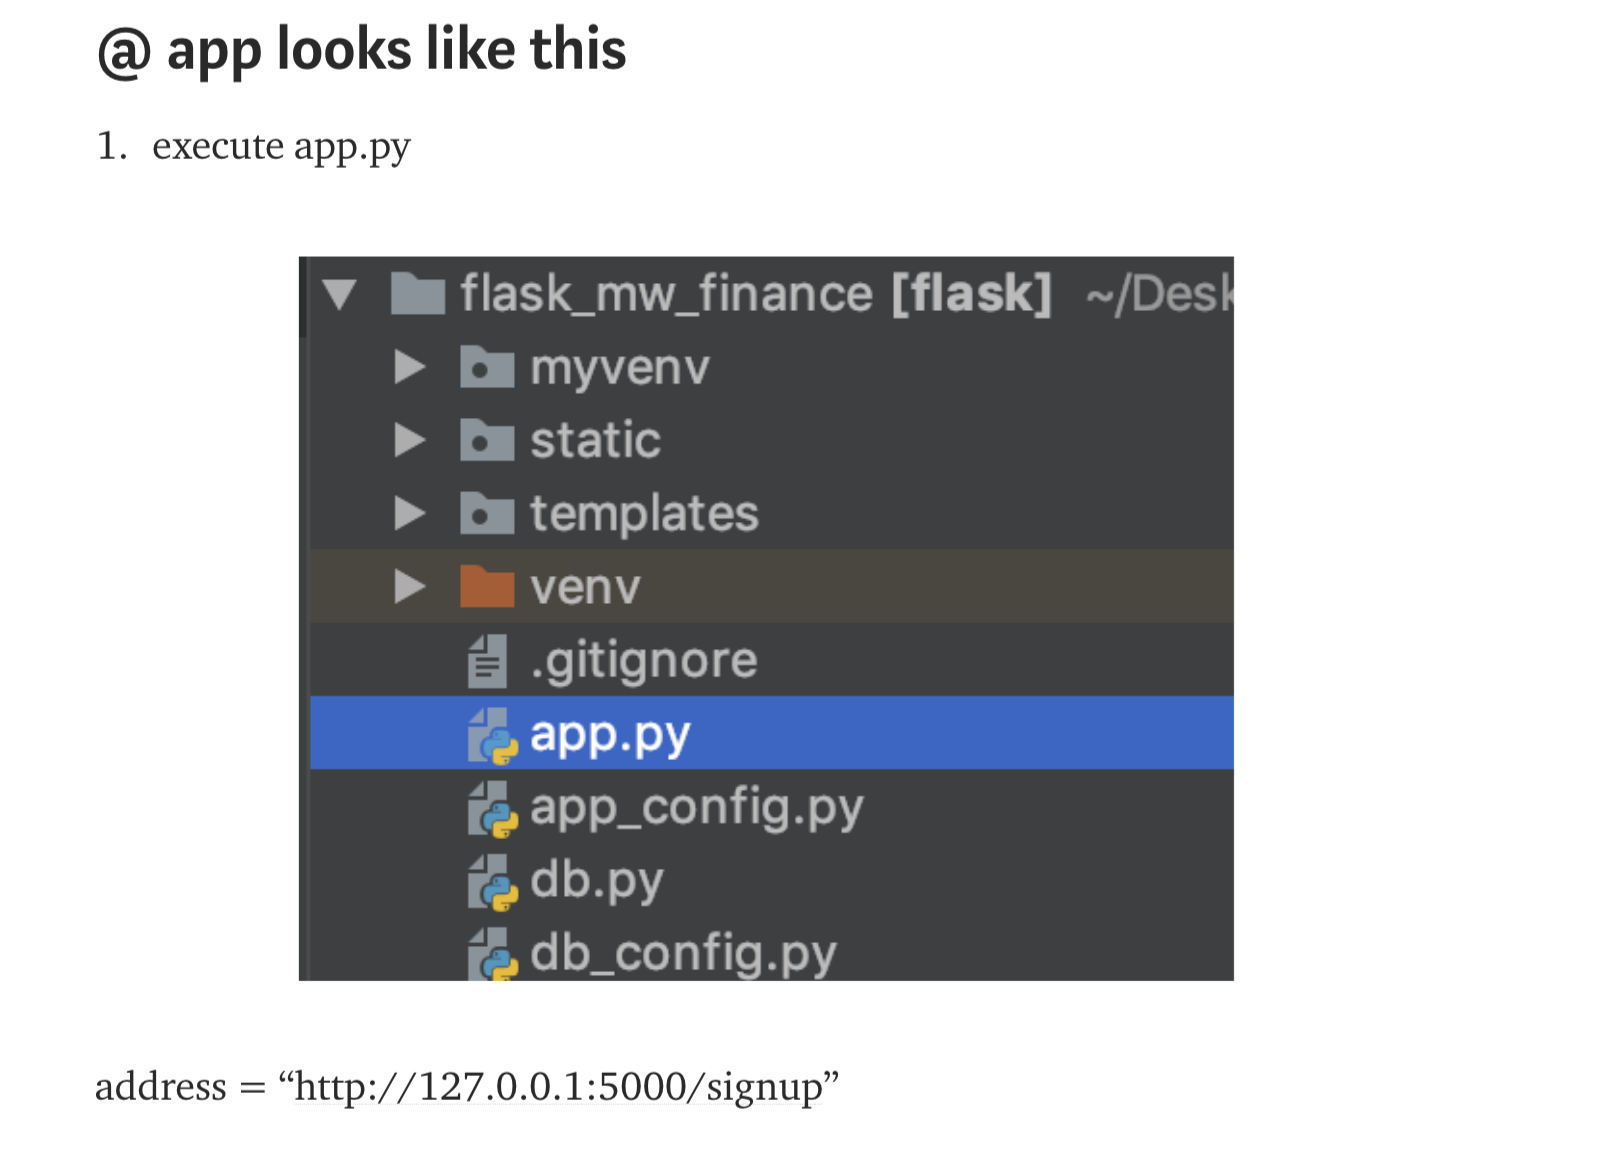 @ app looks like this
1. execute app.py
flask_mw_finance [flask] ~/Desk
myvenv
static
templates
venv
.gitignore
app.py
app_config.py
db.py
db_config.py
address = “http://127.0.0.1:5000/signup”